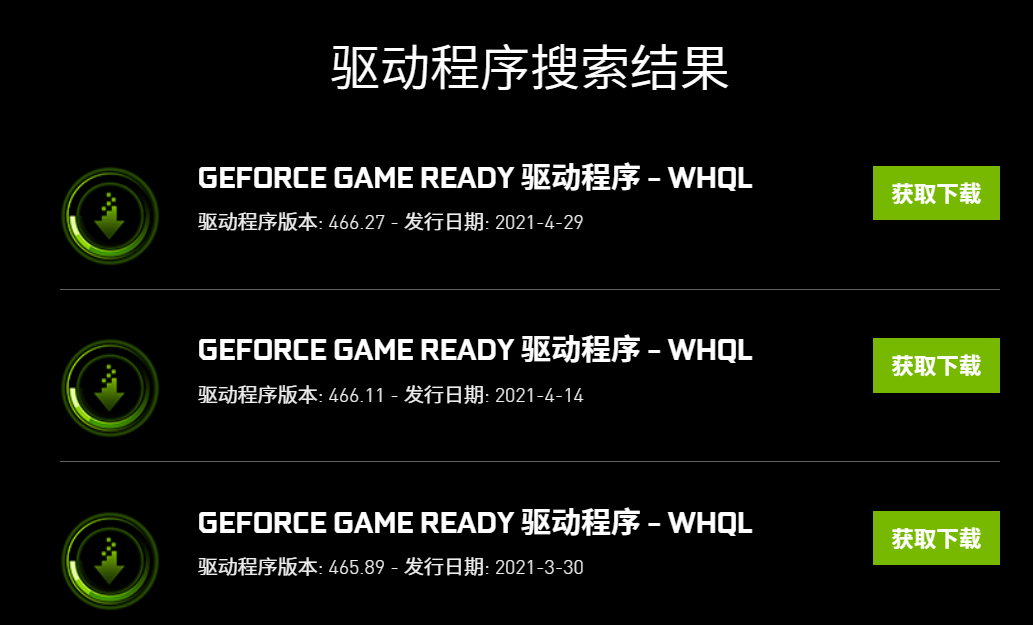 驱动程序搜索结果
GEFORCE GAME READY 驱动程序 – WHQL
驱动程序版本: 466.27 - 发行日期: 2021-4-29
获取下载
GEFORCE GAME READY 驱动程序 – WHQL
驱动程序版本: 466.11 - 发行日期: 2021-4-14
获取下载
GEFORCE GAME READY 驱动程序 – WHQL
驱动程序版本: 465.89 - 发行日期: 2021-3-30
获取下载